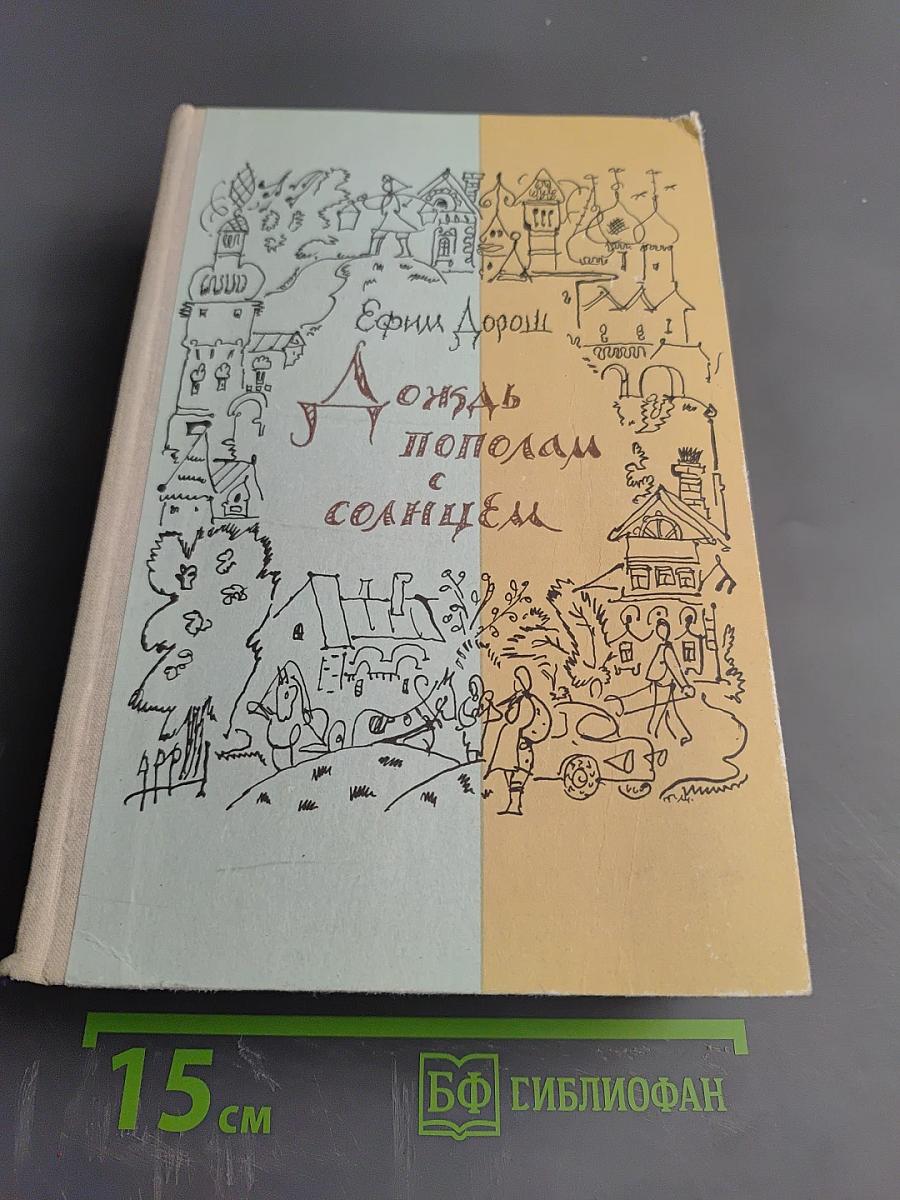 Ефим Дорош
Дождь
пополам
с
солнцем
15 см
БФ БИБЛИОФАН